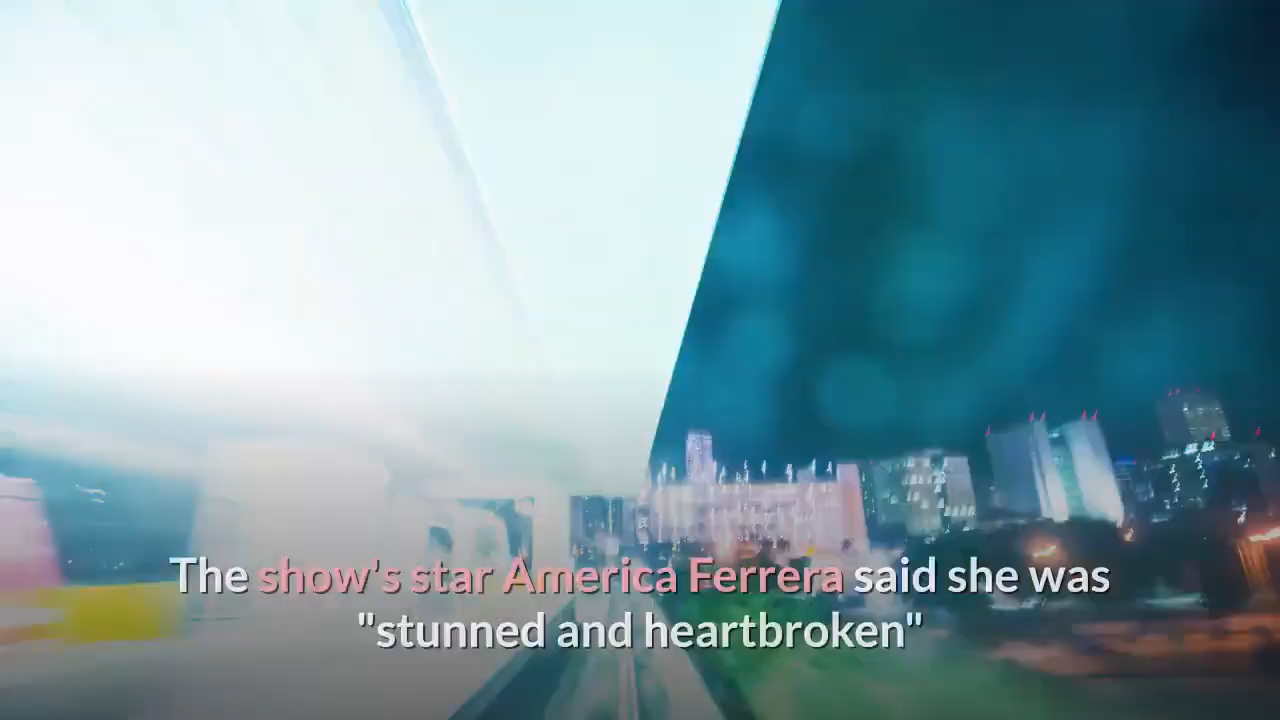 The show's star America Ferrera said she was
"stunned and heartbroken"